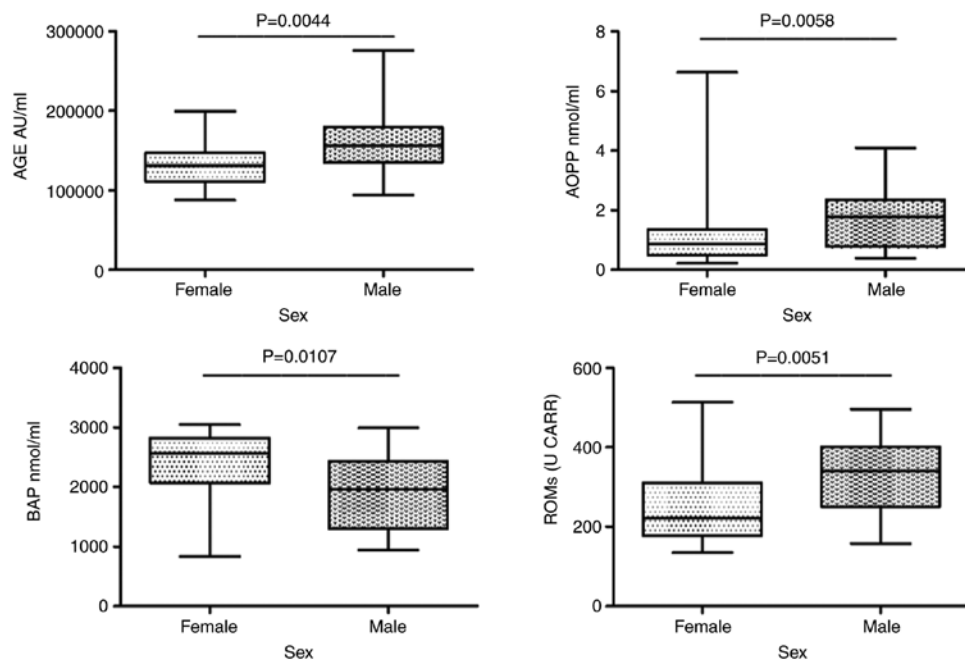 P=0.0044
300000
200000
100000
0
AGE AU/ml
Female Male
Sex
P=0.0058
8
6
4
2
0
AOPP nmol/ml
Female Male
Sex
P=0.0107
4000
3000
2000
1000
0
BAP nmol/ml
Female Male
Sex
P=0.0051
600
400
200
0
ROMs (U CARR)
Female Male
Sex